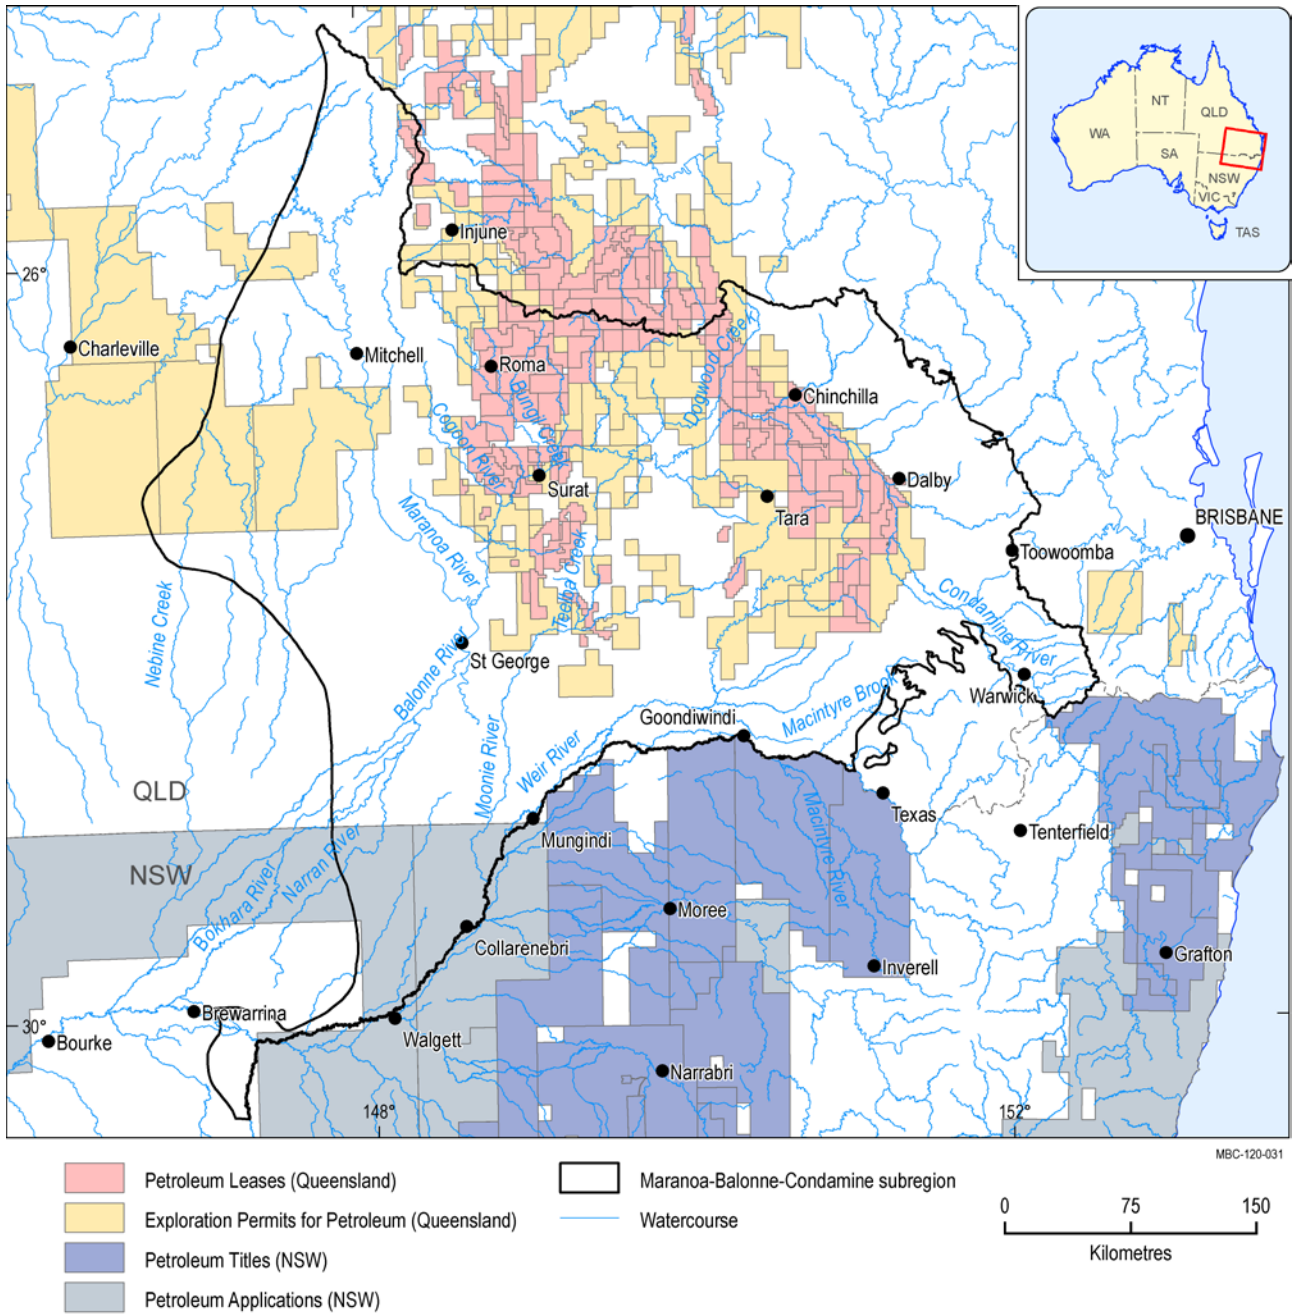 NT
QLD
WA
SA
NSW
VIC
TAS
Injune
26°
Charleville
Mitchell
Roma
Dogwood Creek
Bungil Creek
Chinchilla
Cogoon River
Surat
Dalby
Tara
BRISBANE
Maranoa River
Toowoomba
Teelba Creek
Nebine Creek
Condamine River
Balonne River
St George
Warwick
Macintyre Brook
Goondiwindi
Moonie River
Weir River
QLD
Macintyre River
Texas
Mungindi
Tenterfield
NSW
Narran River
Bokhara River
Moree
Collarenebri
Inverell
Grafton
Brewarrina
30°
Bourke
Walgett
Narrabri
148°
152°
MBC-120-031
Petroleum Leases (Queensland)
Exploration Permits for Petroleum (Queensland)
Petroleum Titles (NSW)
Petroleum Applications (NSW)
Maranoa-Balonne-Condamine subregion
Watercourse
0 75 150
Kilometres